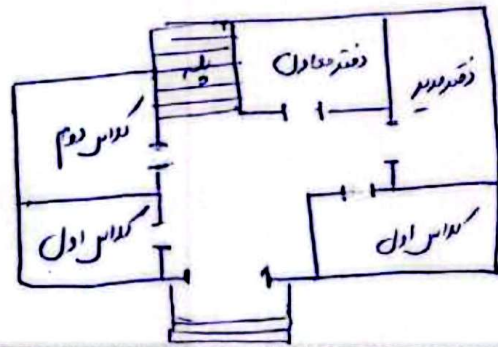 دفتر مدیر
دفتر معاون
پله
کلاس دوم
کلاس اول
کلاس اول